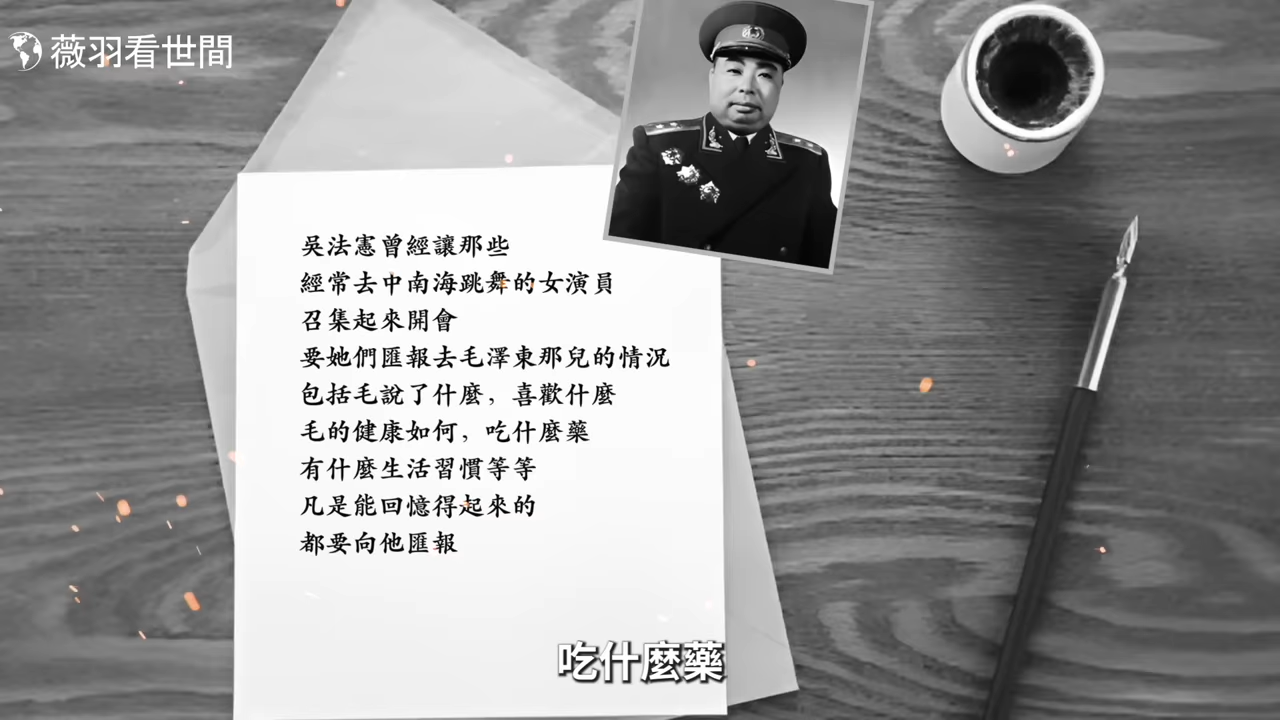 薇羽看世間
吳法憲曾經讓那些
經常去中南海跳舞的女演員
召集起來開會
要她們匯報去毛澤東那兒的情況
包括毛說了什麼，喜歡什麼
毛的健康如何，吃什麼藥
有什麼生活習慣等等
凡是能回憶得起來的
都要向他匯報
吃什麼藥